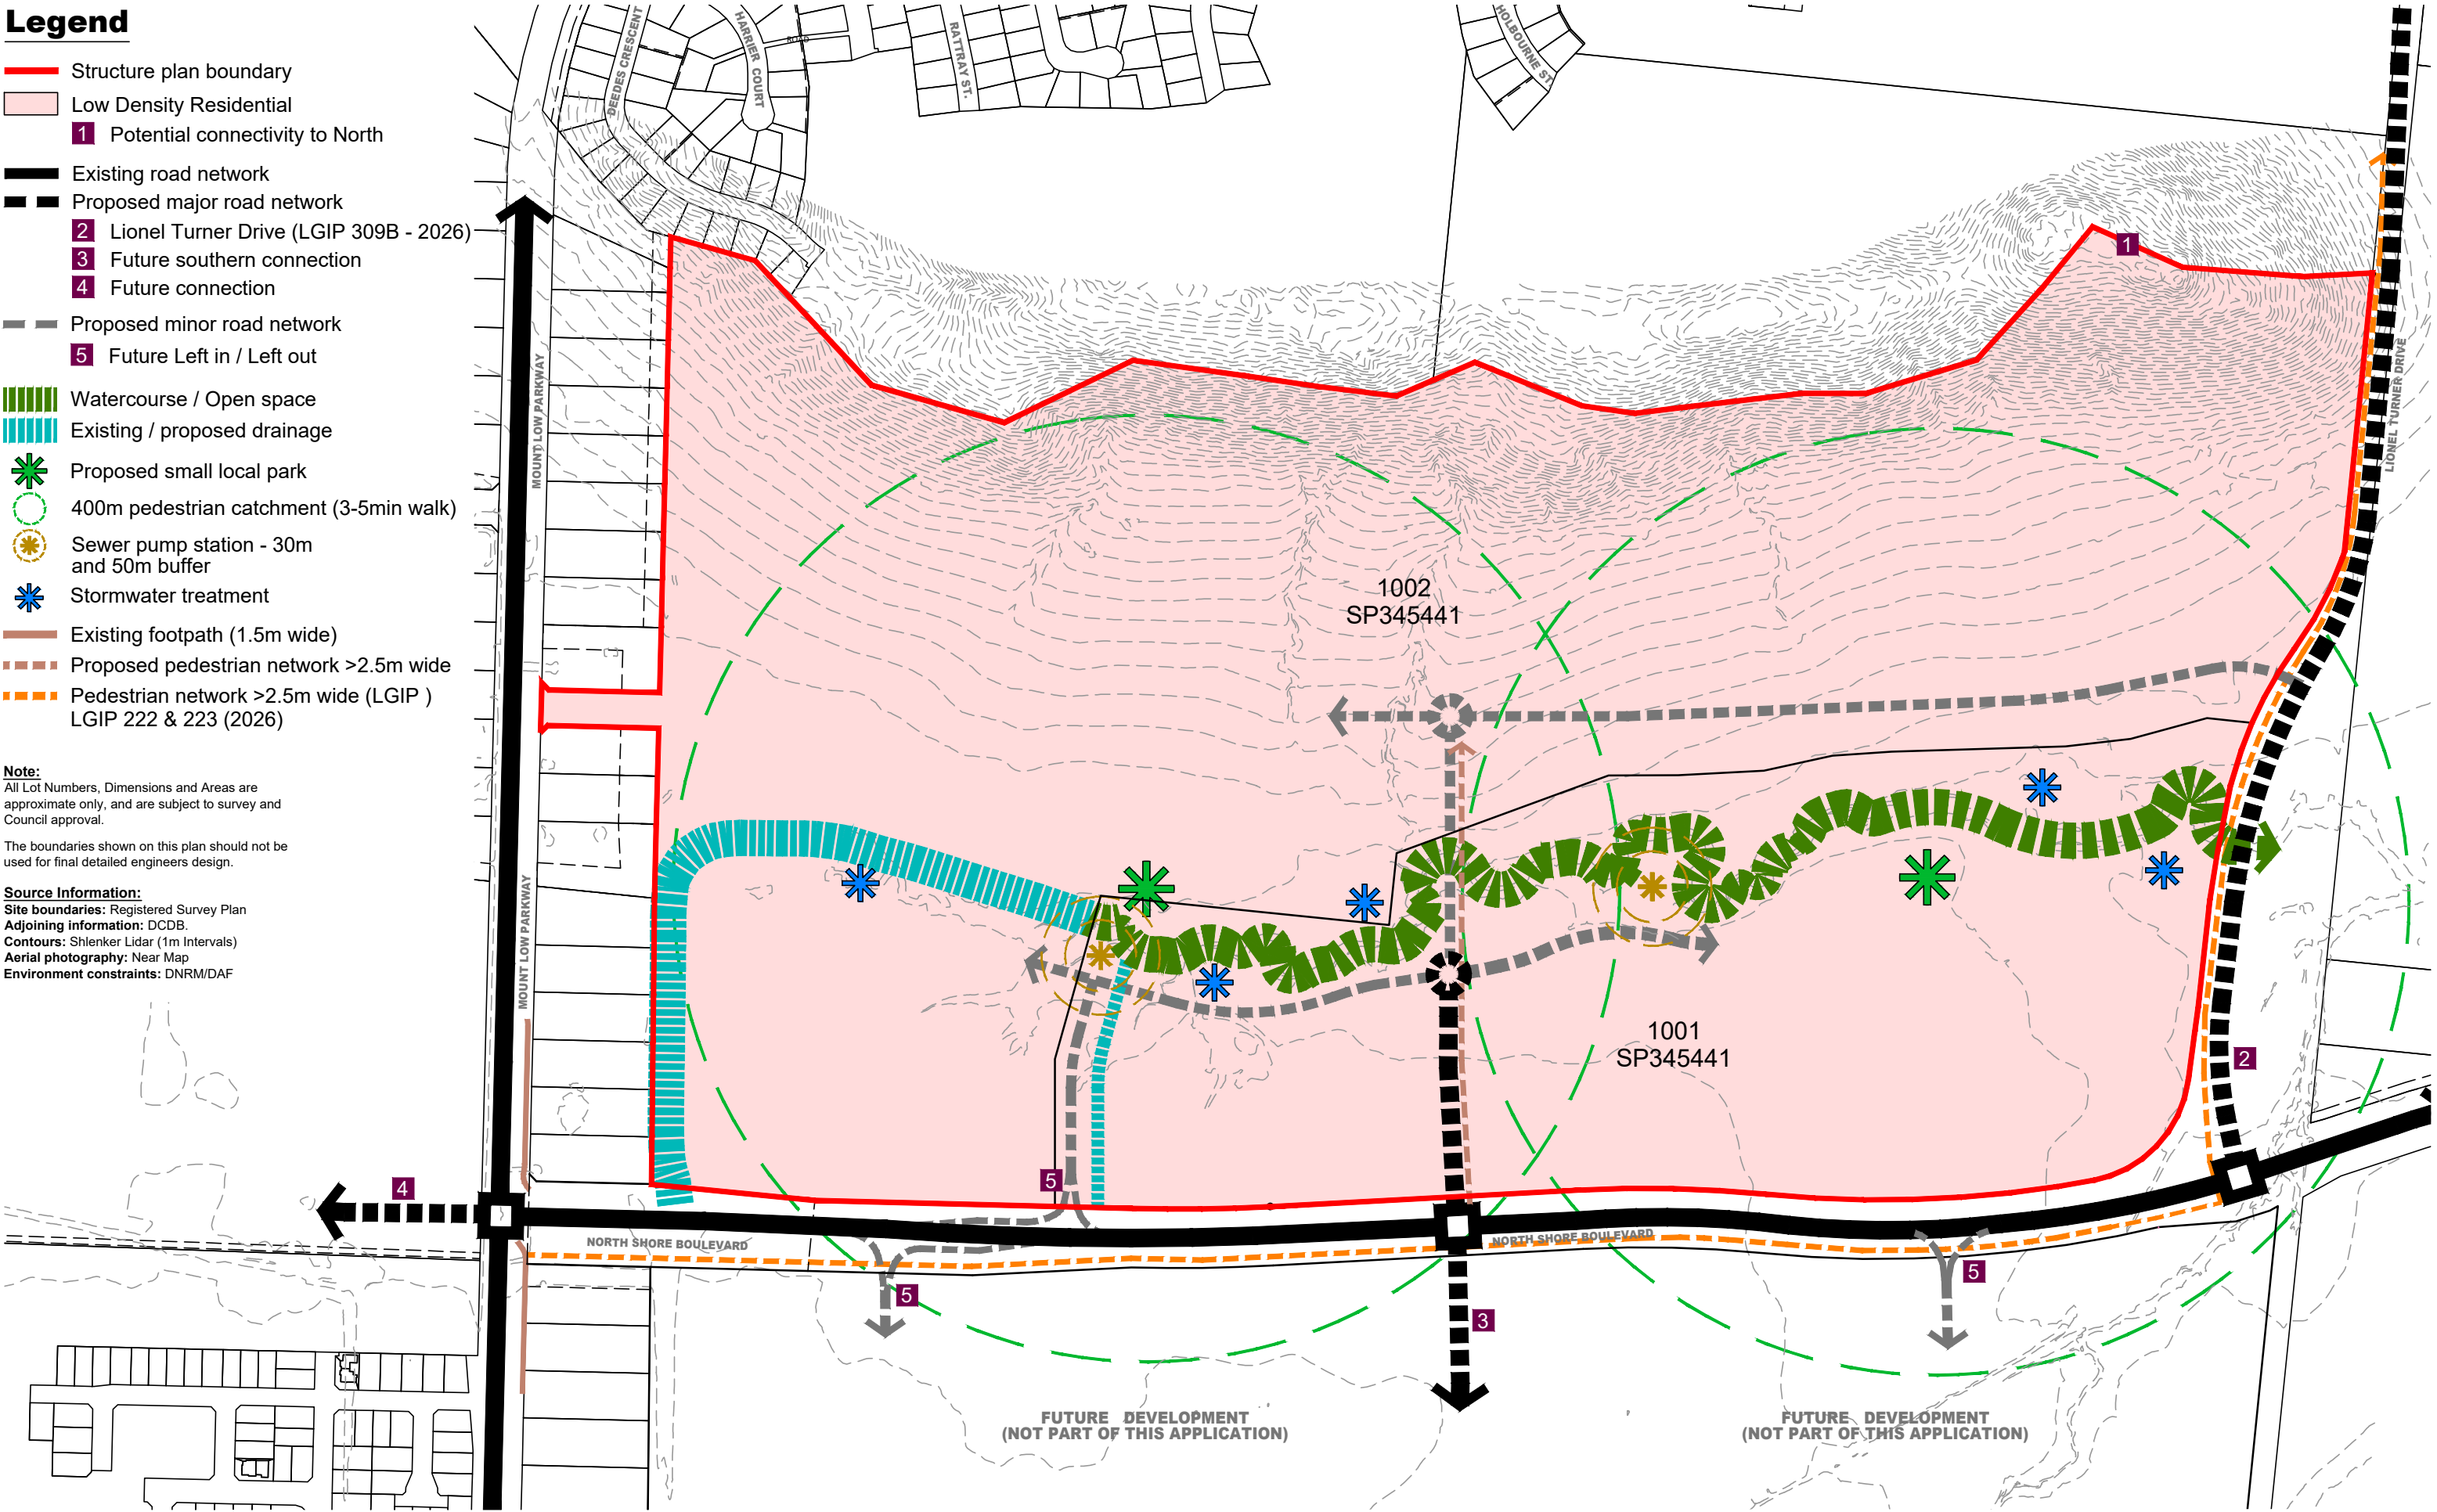 Legend
Structure plan boundary
Low Density Residential
1 Potential connectivity to North
Existing road network
Proposed major road network
2 Lionel Turner Drive (LGIP 309B - 2026)
3 Future southern connection
4 Future connection
Proposed minor road network
5 Future Left in / Left out
Watercourse / Open space
Existing / proposed drainage
Proposed small local park
400m pedestrian catchment (3-5min walk)
Sewer pump station - 30m
and 50m buffer
Stormwater treatment
Existing footpath (1.5m wide)
Proposed pedestrian network >2.5m wide
Pedestrian network >2.5m wide (LGIP )
LGIP 222 & 223 (2026)
Note:
All Lot Numbers, Dimensions and Areas are
approximate only, and are subject to survey and
Council approval.
The boundaries shown on this plan should not be
used for final detailed engineers design.
Source Information:
Site boundaries: Registered Survey Plan
Adjoining information: DCDB.
Contours: Shlenker Lidar (1m Intervals)
Aerial photography: Near Map
Environment constraints: DNRM/DAF
DEEDES CRESCENT
HARRIER COURT
ROAD
RATTRAY ST.
HOLBOURNE ST.
1
LIONEL TURNER DRIVE
MOUNT LOW PARKWAY
1002
SP345441
MOUNT LOW PARKWAY
1001
SP345441
2
5
4
NORTH SHORE BOULEVARD
NORTH SHORE BOULEVARD
5
5
3
FUTURE DEVELOPMENT
(NOT PART OF THIS APPLICATION)
FUTURE DEVELOPMENT
(NOT PART OF THIS APPLICATION)